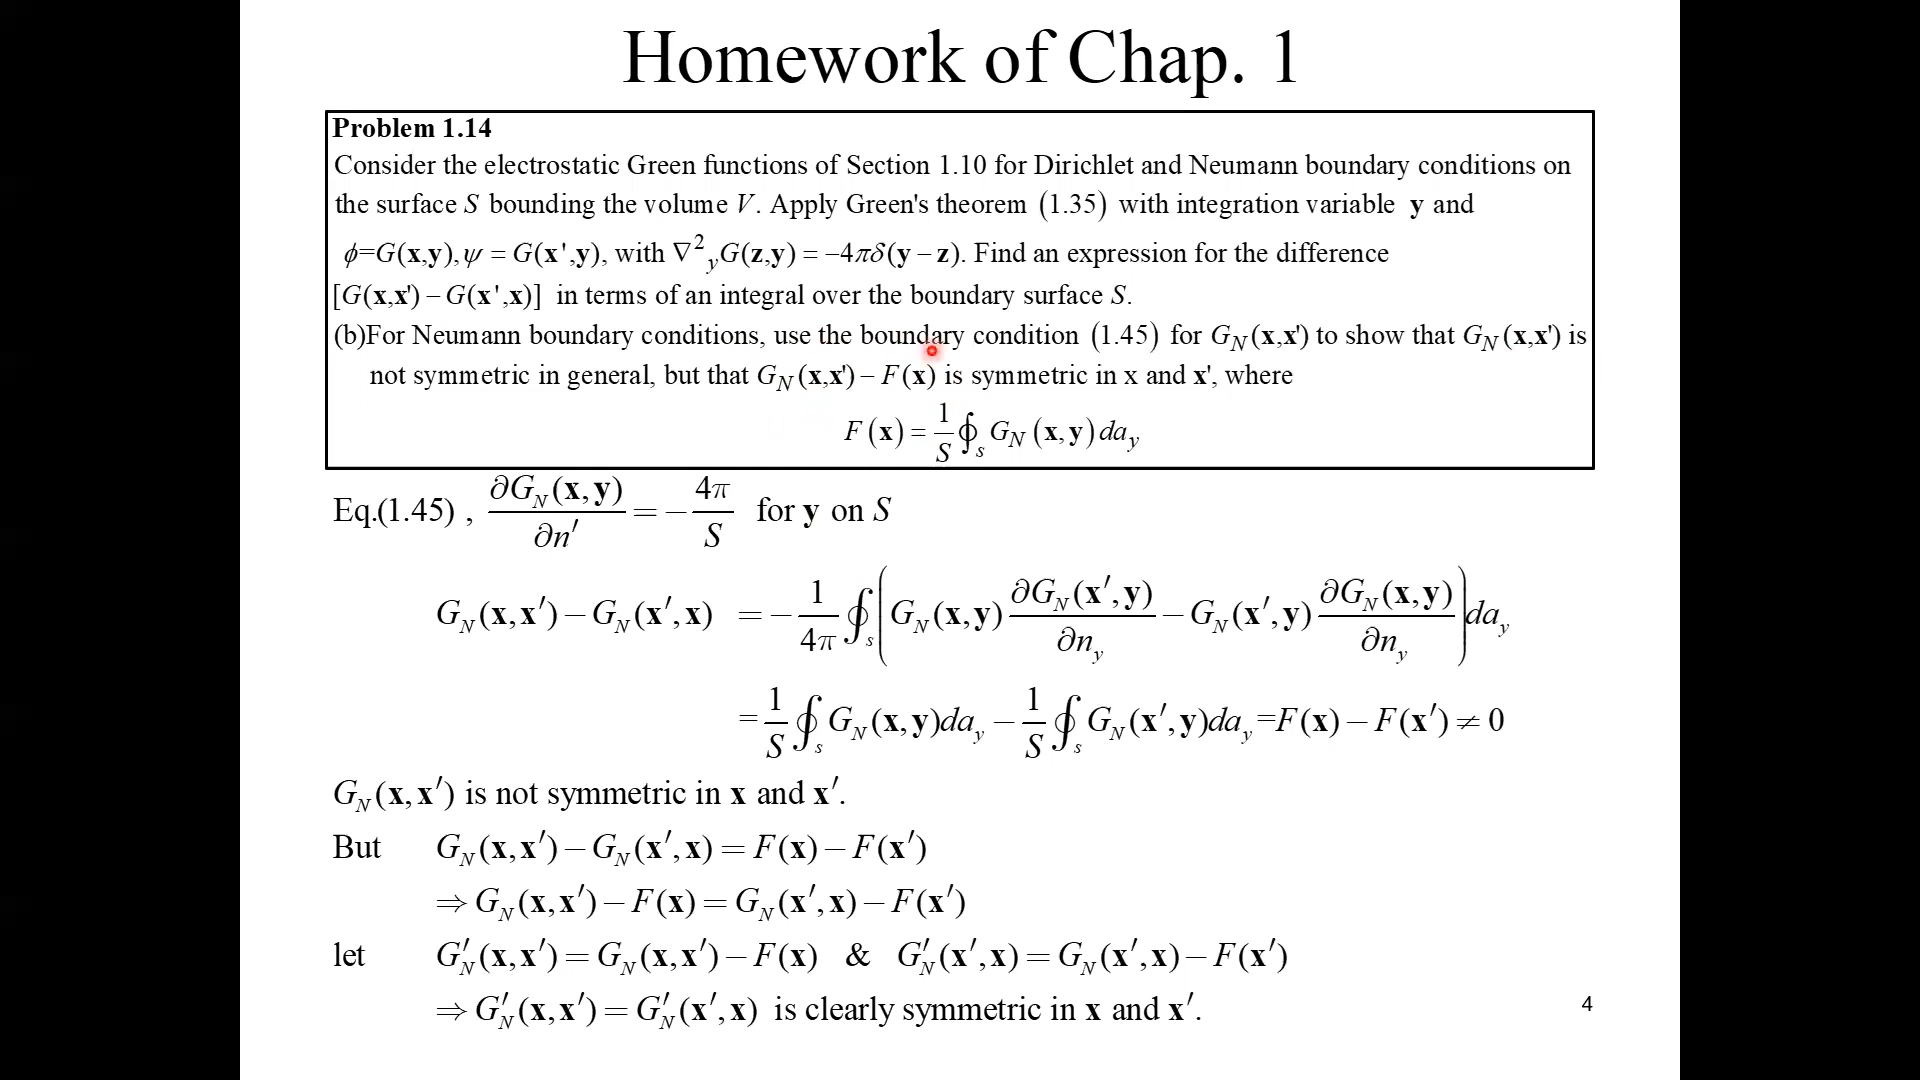 Homework of Chap. 1
Problem 1.14
Consider the electrostatic Green functions of Section 1.10 for Dirichlet and Neumann boundary conditions on
the surface S bounding the volume V. Apply Green's theorem (1.35) with integration variable y and
ϕ=G(x,y), ψ = G(x',y), with ∇²_y G(z,y) = −4πδ(y − z). Find an expression for the difference
[G(x,x') − G(x',x)] in terms of an integral over the boundary surface S.
(b)For Neumann boundary conditions, use the boundary condition (1.45) for G_N(x,x') to show that G_N(x,x') is
not symmetric in general, but that G_N(x,x') − F(x) is symmetric in x and x', where
F(x) = 1/S ∮_s G_N(x,y) da_y
Eq.(1.45) , ∂G_N(x,y)/∂n′ = − 4π/S for y on S
G_N(x,x′) − G_N(x′,x) = − 1/4π ∮_s (G_N(x,y) ∂G_N(x′,y)/∂n_y − G_N(x′,y) ∂G_N(x,y)/∂n_y) da_y
= 1/S ∮_s G_N(x,y)da_y − 1/S ∮_s G_N(x′,y)da_y =F(x) − F(x′) ≠ 0
G_N(x,x′) is not symmetric in x and x′.
But G_N(x,x′) − G_N(x′,x) = F(x) − F(x′)
⇒ G_N(x,x′) − F(x) = G_N(x′,x) − F(x′)
let G′_N(x,x′) = G_N(x,x′) − F(x) & G′_N(x′,x) = G_N(x′,x) − F(x′)
⇒ G′_N(x,x′) = G′_N(x′,x) is clearly symmetric in x and x′.
4